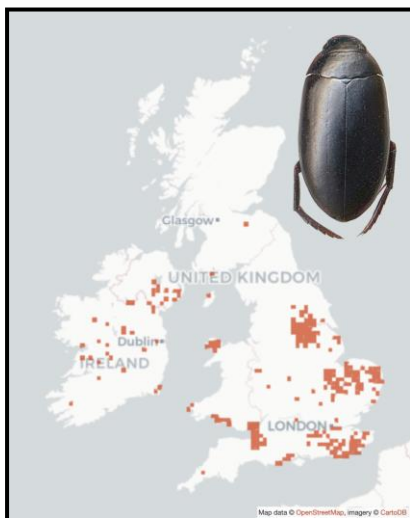 Glasgow
UNITED KINGDOM
Dublin
IRELAND
LONDON
Map data © OpenStreetMap, imagery © CartoDB